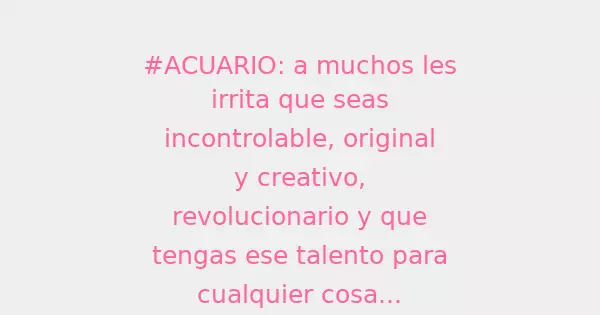 #ACUARIO: a muchos les
irrita que seas
incontrolable, original
y creativo,
revolucionario y que
tengas ese talento para
cualquier cosa...